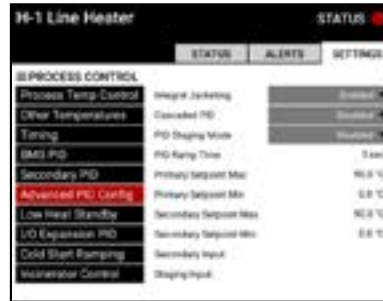 H-1 Line Heater
STATUS
STATUS ALERTS SETTINGS
PROCESS CONTROL
Process Temp Control
Integral Jacketing Enabled
Other Temperatures
Cascaded PID Disabled
Timing
PID Staging Mode Disabled
BMS PID
PID Ramp Time
Secondary PID
Primary Setpoint Max
Advanced PID Config
Primary Setpoint Min
Low Heat Standby
Secondary Setpoint Max
I/O Expansion PID
Secondary Setpoint Min
Cold Start Ramping
Secondary Input
Incinerator Control
Staging Input